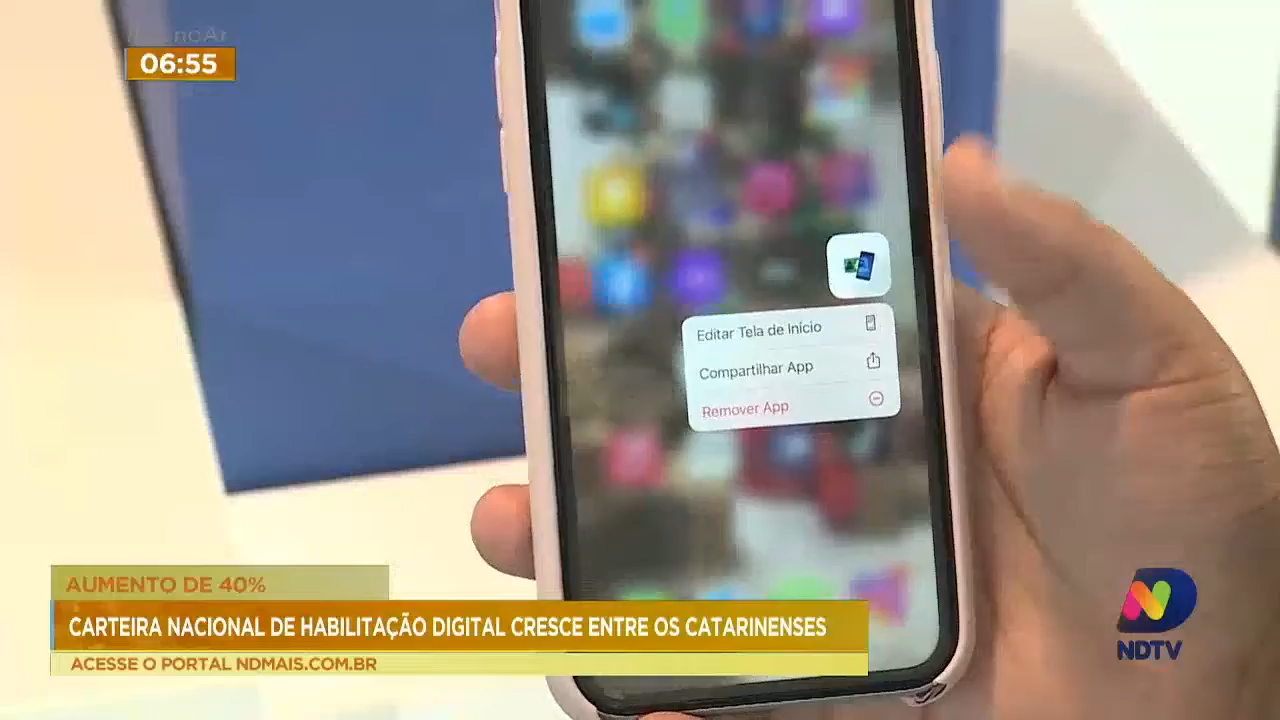 06:55
Editar Tela de Início
Compartilhar App
Remover App
AUMENTO DE 40%
CARTEIRA NACIONAL DE HABILITAÇÃO DIGITAL CRESCE ENTRE OS CATARINENSES
ACESSE O PORTAL NDMAIS.COM.BR
NDTV